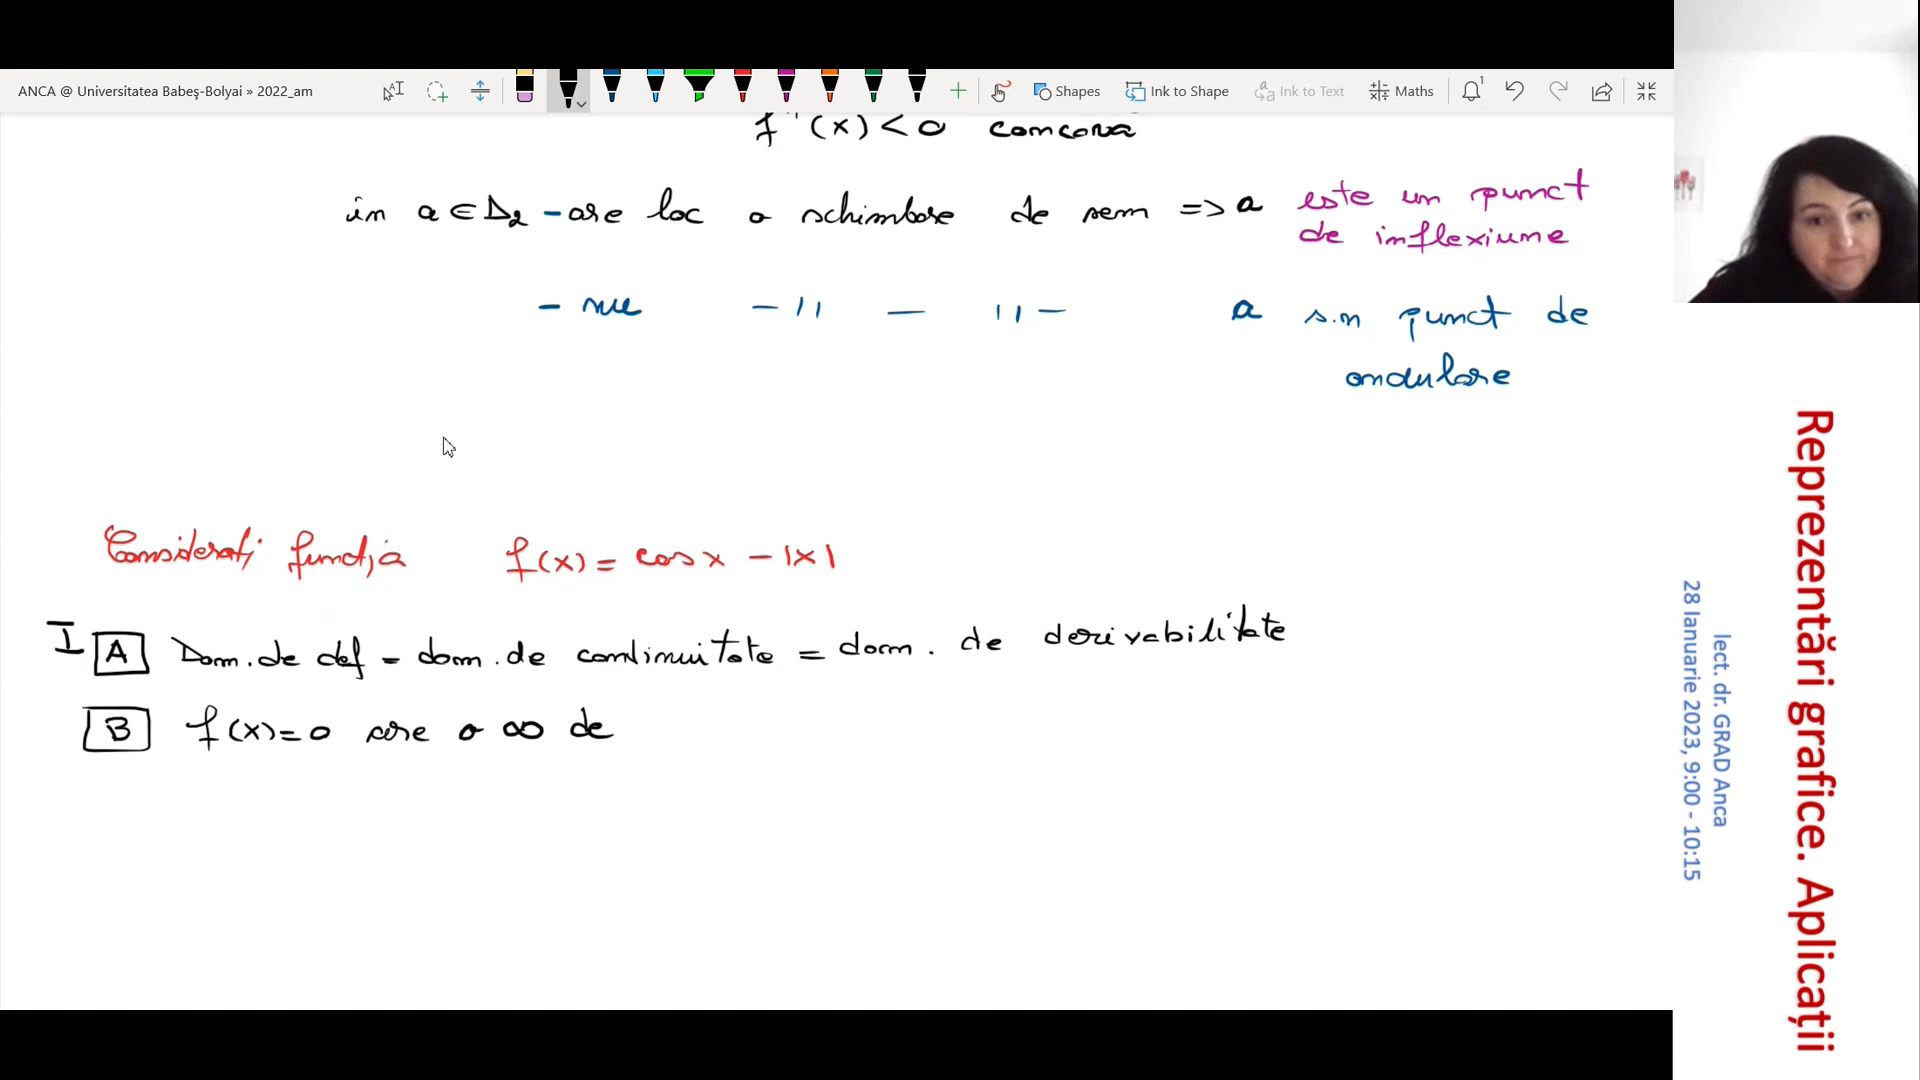 ANCA @ Universitatea Babeş-Bolyai » 2022_am
Shapes
Ink to Shape
Ink to Text
Maths
1
f''(x) < 0 concavă
în a ∈ D₂ - are loc o schimbare de semn => a este un punct
de inflexiune
- nu - " — " - a s.n punct de
ondulare
Considerați funcția f(x) = cos x - |x|
I A Dom. de def = dom. de continuitate = dom. de derivabilitate
B f(x)=0 are o ∞ de
Reprezentări grafice. Aplicații
lect. dr. GRAD Anca
28 Ianuarie 2023, 9:00 - 10:15